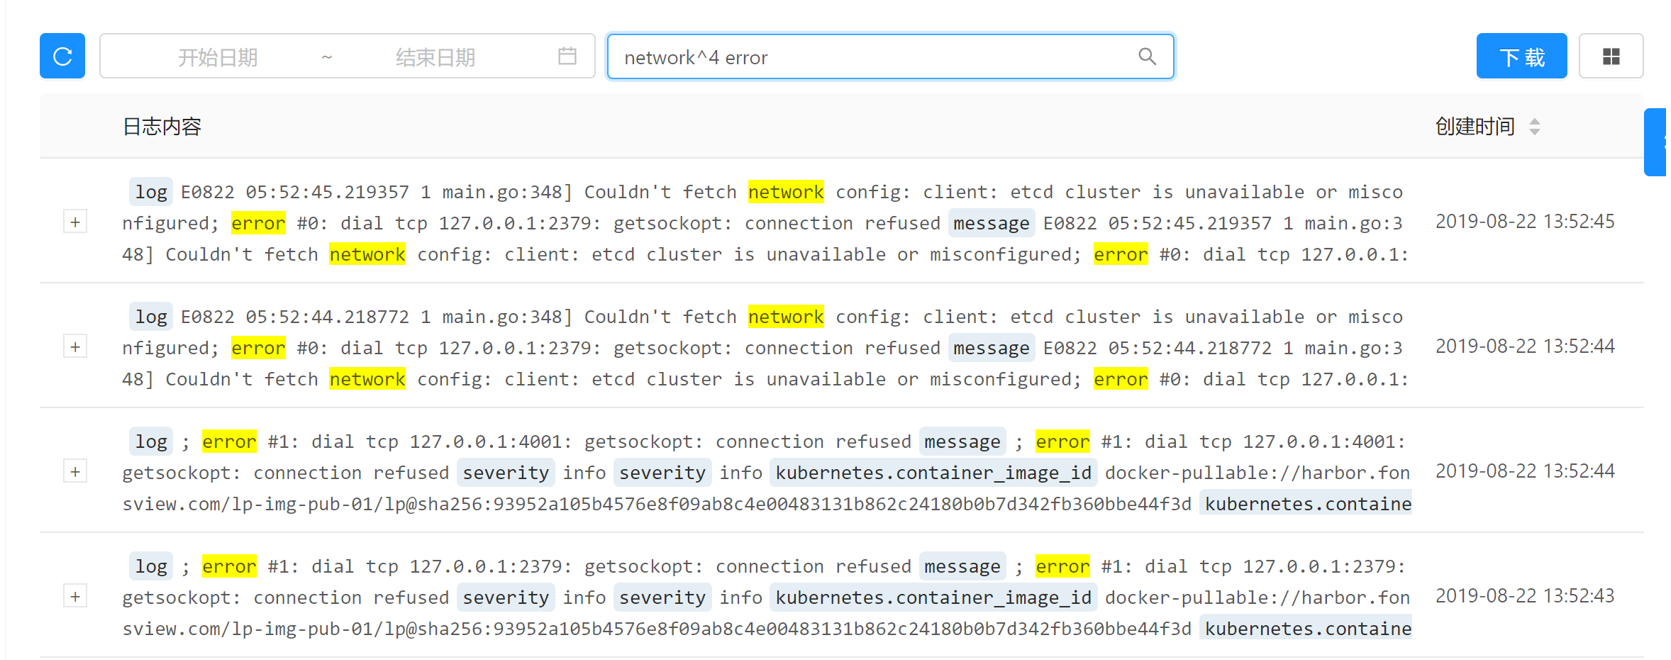 开始日期 ~ 结束日期 network^4 error 下 载
日志内容 创建时间
log E0822 05:52:45.219357 1 main.go:348] Couldn't fetch network config: client: etcd cluster is unavailable or misco
nfigured; error #0: dial tcp 127.0.0.1:2379: getsockopt: connection refused message E0822 05:52:45.219357 1 main.go:3
48] Couldn't fetch network config: client: etcd cluster is unavailable or misconfigured; error #0: dial tcp 127.0.0.1:
2019-08-22 13:52:45
log E0822 05:52:44.218772 1 main.go:348] Couldn't fetch network config: client: etcd cluster is unavailable or misco
nfigured; error #0: dial tcp 127.0.0.1:2379: getsockopt: connection refused message E0822 05:52:44.218772 1 main.go:3
48] Couldn't fetch network config: client: etcd cluster is unavailable or misconfigured; error #0: dial tcp 127.0.0.1:
2019-08-22 13:52:44
log ; error #1: dial tcp 127.0.0.1:4001: getsockopt: connection refused message ; error #1: dial tcp 127.0.0.1:4001:
getsockopt: connection refused severity info severity info kubernetes.container_image_id docker-pullable://harbor.fon
sview.com/lp-img-pub-01/lp@sha256:93952a105b4576e8f09ab8c4e00483131b862c24180b0b7d342fb360bbe44f3d kubernetes.containe
2019-08-22 13:52:44
log ; error #1: dial tcp 127.0.0.1:2379: getsockopt: connection refused message ; error #1: dial tcp 127.0.0.1:2379:
getsockopt: connection refused severity info severity info kubernetes.container_image_id docker-pullable://harbor.fon
sview.com/lp-img-pub-01/lp@sha256:93952a105b4576e8f09ab8c4e00483131b862c24180b0b7d342fb360bbe44f3d kubernetes.containe
2019-08-22 13:52:43